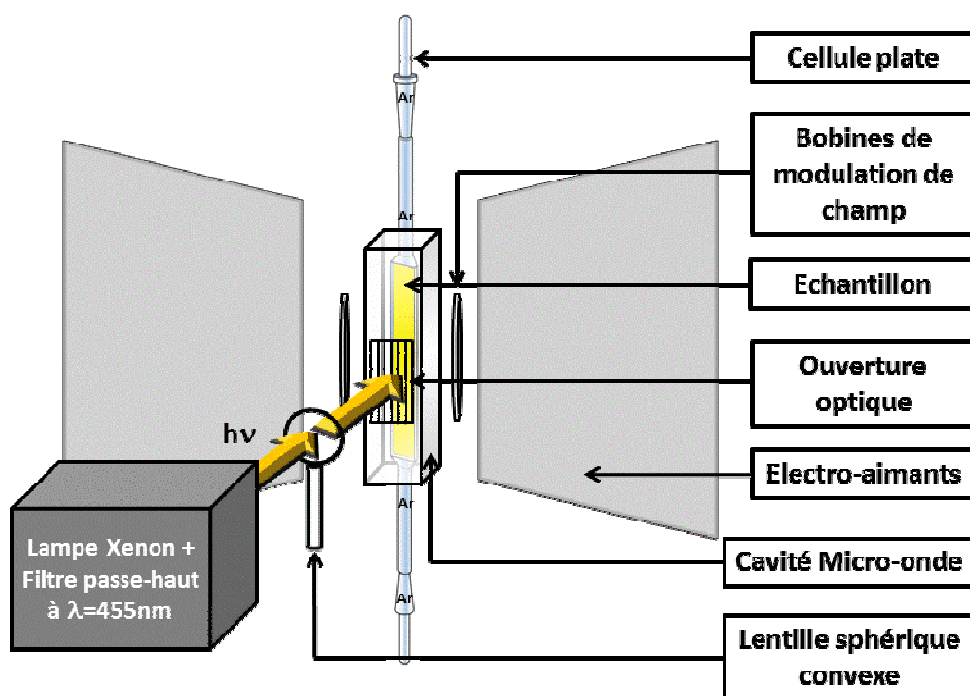 Cellule plate
Ar
Bobines de
modulation de
champ
Ar
Echantillon
Ouverture
optique
hν
Electro-aimants
Ar
Lampe Xenon +
Filtre passe-haut
à λ=455nm
Cavité Micro-onde
Ar
Lentille sphérique
convexe